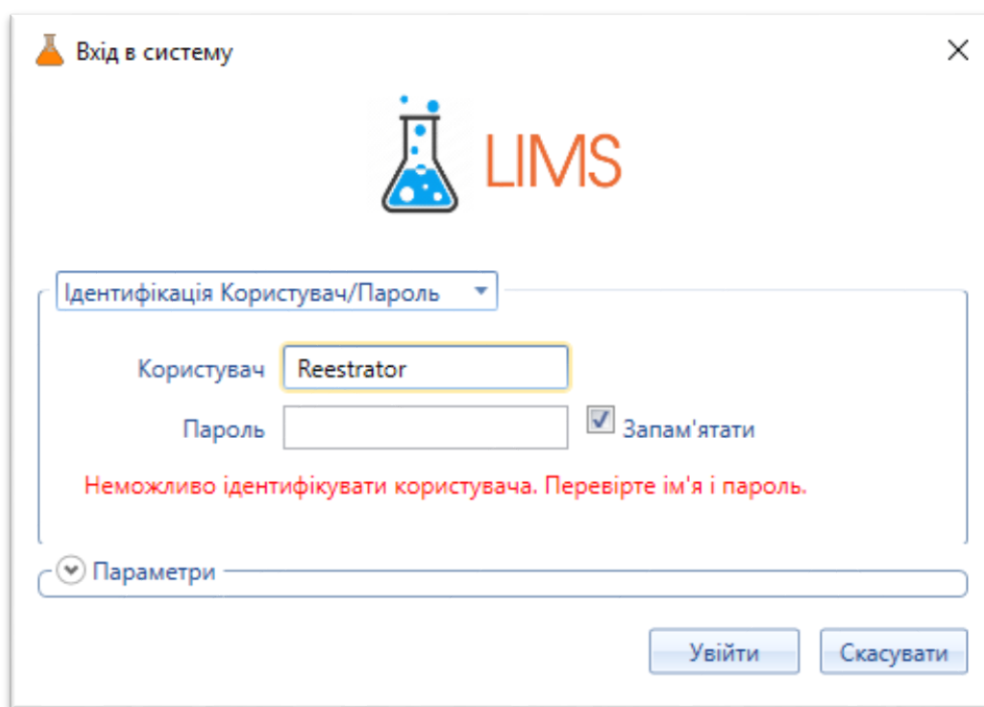 Вхід в систему
LIMS
Ідентифікація Користувач/Пароль
Користувач Reestrator
Пароль Запам'ятати
Неможливо ідентифікувати користувача. Перевірте ім'я і пароль.
Параметри
Увійти Скасувати